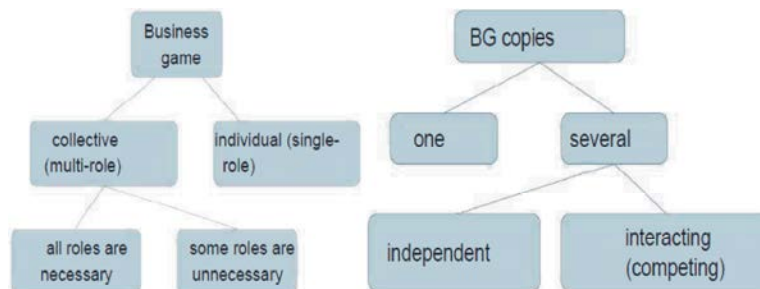 Business
game
collective
(multi-role)
individual (single-
role)
all roles are
necessary
some roles are
unnecessary
BG copies
one
several
independent
interacting
(competing)